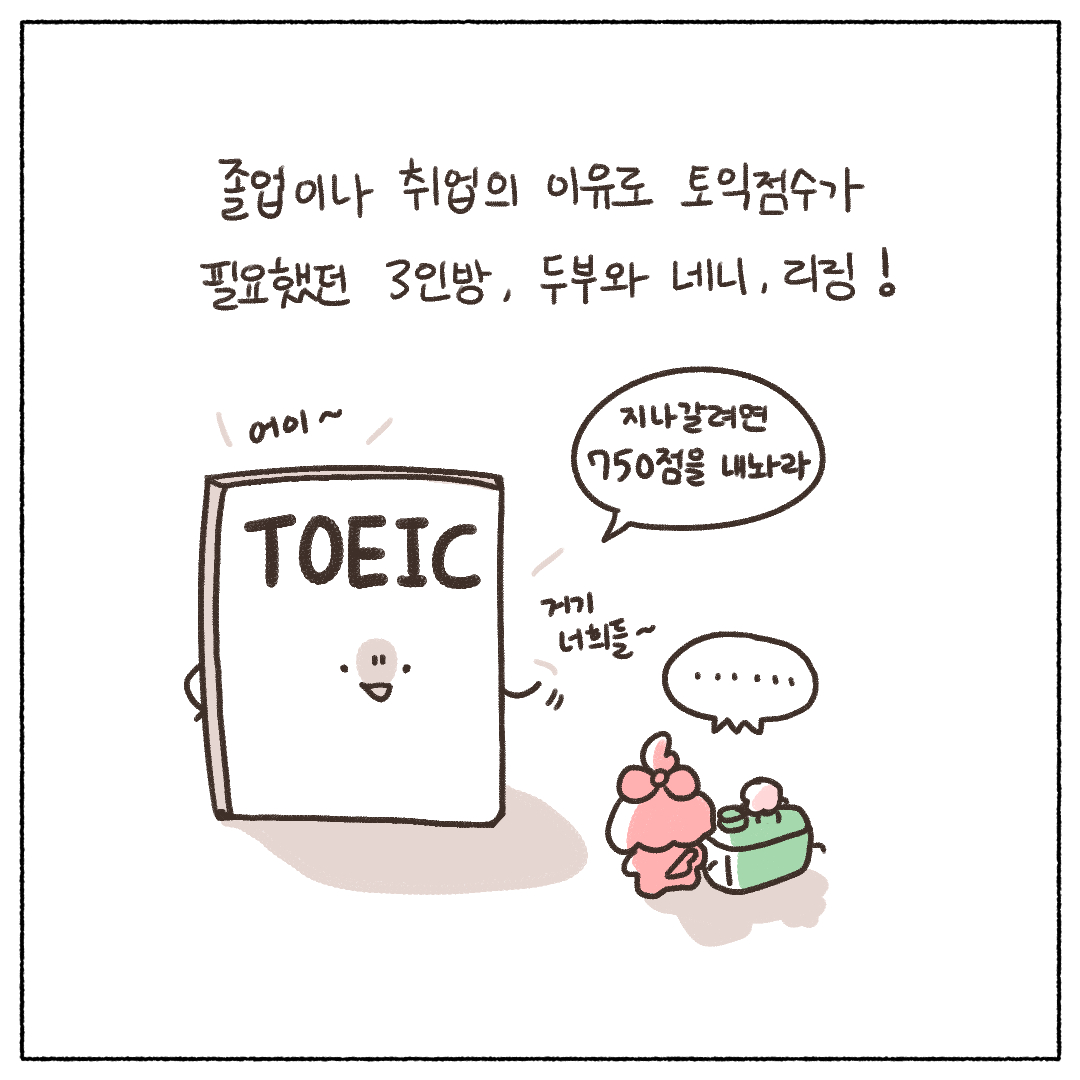 졸업이나 취업의 이유로 토익점수가
필요했던 3인방, 두부와 네니, 리링!
어이~
지나갈려면
750점을 내놔라
TOEIC
거기
너희들~
......